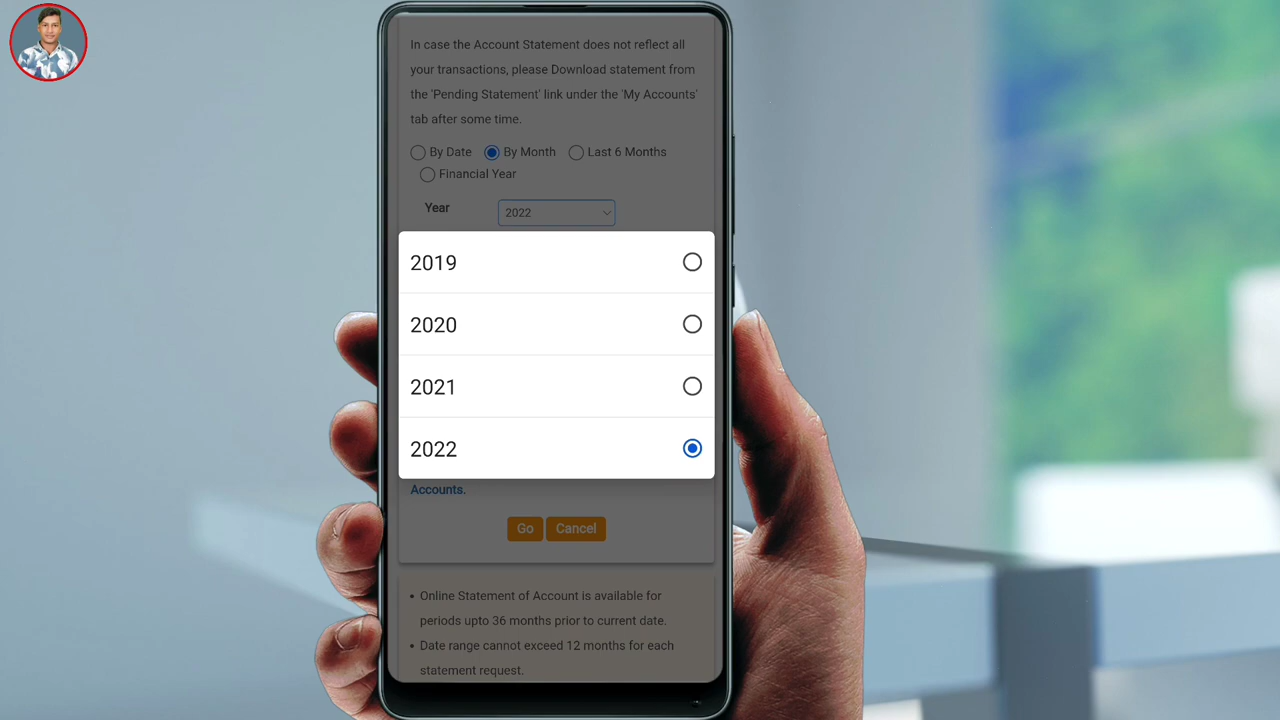 In case the Account Statement does not reflect all
your transactions, please Download statement from
the 'Pending Statement' link under the 'My Accounts'
tab after some time.
By Date By Month Last 6 Months
Financial Year
Year 2022
2019
2020
2021
2022
Accounts.
Go Cancel
• Online Statement of Account is available for
periods upto 36 months prior to current date.
• Date range cannot exceed 12 months for each
statement request.